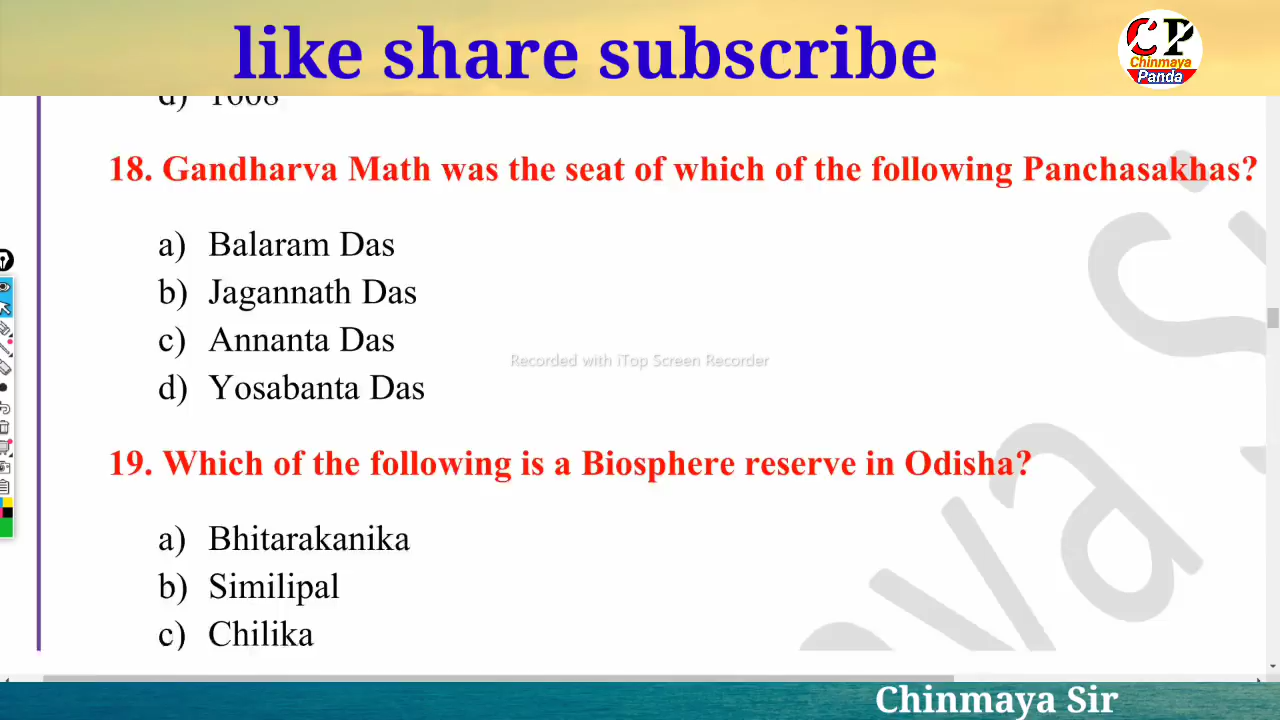 like share subscribe
CP
Chinmaya
Panda
d) 1608
18. Gandharva Math was the seat of which of the following Panchasakhas?
a) Balaram Das
b) Jagannath Das
c) Annanta Das
Recorded with iTop Screen Recorder
d) Yosabanta Das
19. Which of the following is a Biosphere reserve in Odisha?
a) Bhitarakanika
b) Similipal
c) Chilika
Chinmaya Sir